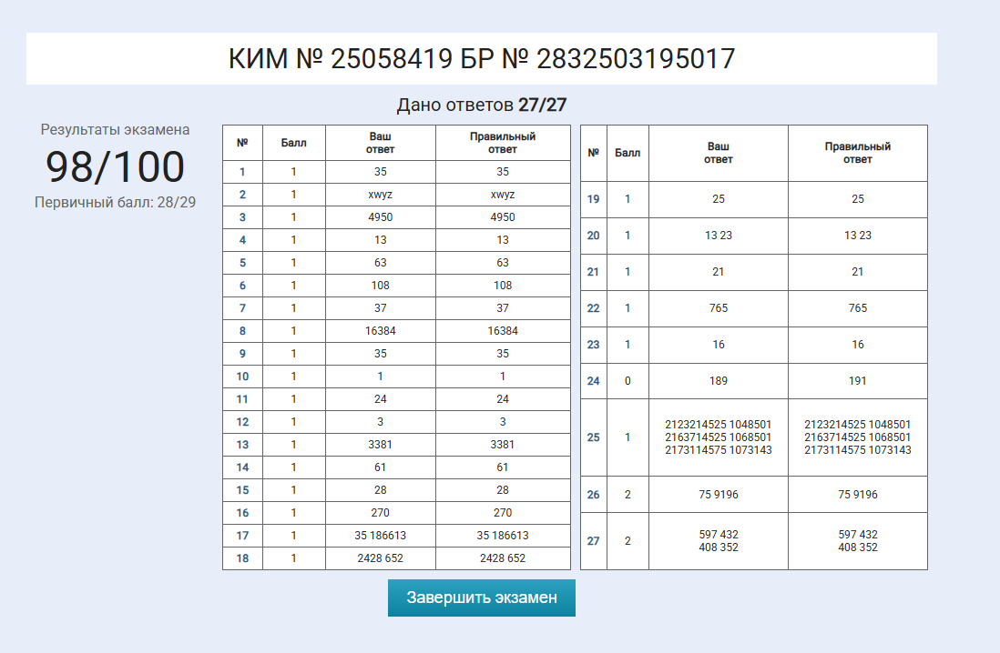 КИМ № 25058419 БР № 2832503195017
Дано ответов 27/27
Результаты экзамена
98/100
Первичный балл: 28/29
№ Балл Ваш ответ Правильный ответ
1 1 35 35
2 1 xwyz xwyz
3 1 4950 4950
4 1 13 13
5 1 63 63
6 1 108 108
7 1 37 37
8 1 16384 16384
9 1 35 35
10 1 1 1
11 1 24 24
12 1 3 3
13 1 3381 3381
14 1 61 61
15 1 28 28
16 1 270 270
17 1 35 186613 35 186613
18 1 2428 652 2428 652
№ Балл Ваш ответ Правильный ответ
19 1 25 25
20 1 13 23 13 23
21 1 21 21
22 1 765 765
23 1 16 16
24 0 189 191
2123214525 1048501 2123214525 1048501
25 1 2163714525 1068501 2163714525 1068501
2173114575 1073143 2173114575 1073143
26 2 75 9196 75 9196
27 2 597 432 597 432
408 352 408 352
Завершить экзамен